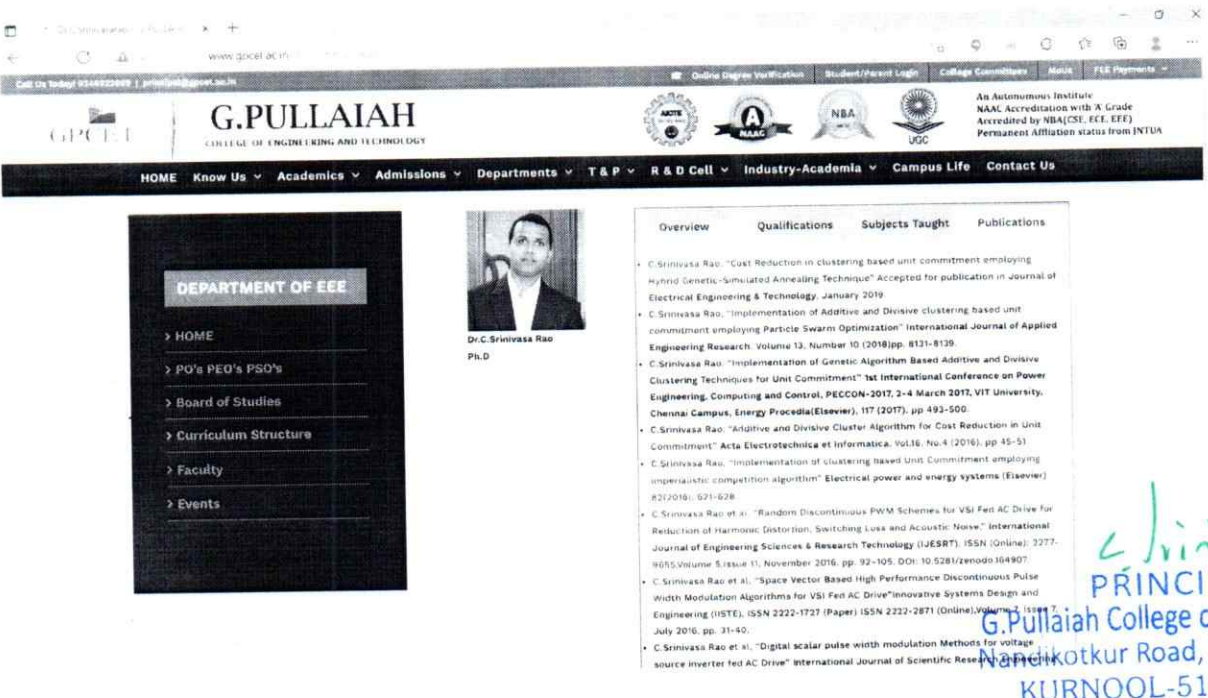 www.gpcet.ac.in
Online Degree Verification
Student/Parent Login
College Committees
MoUs
FEE Payments
GPCET
G.PULLAIAH
COLLEGE OF ENGINEERING AND TECHNOLOGY
AICTE
A
NAAC
NBA
UGC
An Autonomous Institute
NAAC Accreditation with 'A' Grade
Accredited by NBA(CSE, ECE, EEE)
Permanent Affliation status from JNTUA
HOME Know Us Academics Admissions Departments T & P R & D Cell Industry-Academia Campus Life Contact Us
DEPARTMENT OF EEE
> HOME
> PO's PEO's PSO's
> Board of Studies
> Curriculum Structure
> Faculty
> Events
Dr.C.Srinivasa Rao
Ph.D
Overview Qualifications Subjects Taught Publications
• C.Srinivasa Rao, "Cost Reduction in clustering based unit commitment employing
Hybrid Genetic-Simulated Annealing Technique" Accepted for publication in Journal of
Electrical Engineering & Technology, January 2019.
• C.Srinivasa Rao, "Implementation of Additive and Divisive clustering based unit
commitment employing Particle Swarm Optimization" International Journal of Applied
Engineering Research, Volume 13, Number 10 (2018)pp. 8131-8139.
• C.Srinivasa Rao, "Implementation of Genetic Algorithm Based Additive and Divisive
Clustering Techniques for Unit Commitment" 1st International Conference on Power
Engineering, Computing and Control, PECCON-2017, 2-4 March 2017, VIT University,
Chennai Campus, Energy Procedia(Elsevier), 117 (2017), pp 493-500.
• C.Srinivasa Rao, "Additive and Divisive Cluster Algorithm for Cost Reduction in Unit
Commitment" Acta Electrotechnica et Informatica, Vol.16, No.4 (2016), pp 45-51
• C.Srinivasa Rao, "Implementation of clustering based Unit Commitment employing
imperialistic competition algorithm" Electrical power and energy systems (Elsevier)
82(2016), 621-628.
• C.Srinivasa Rao et al, "Random Discontinuous PWM Schemes for VSI Fed AC Drive for
Reduction of Harmonic Distortion, Switching Loss and Acoustic Noise," International
Journal of Engineering Sciences & Research Technology (IJESRT), ISSN (Online): 2277-
9655,Volume 5,Issue 11, November 2016, pp. 92-105, DOI: 10.5281/zenodo.164907.
• C.Srinivasa Rao et al, "Space Vector Based High Performance Discontinuous Pulse
Width Modulation Algorithms for VSI Fed AC Drive"Innovative Systems Design and
Engineering (IISTE), ISSN 2222-1727 (Paper) ISSN 2222-2871 (Online),Volume 7, Issue 7,
July 2016, pp. 31-40.
• C.Srinivasa Rao et al, "Digital scalar pulse width modulation Methods for voltage
source inverter fed AC Drive" International Journal of Scientific Research Engineering
PRINCI
G.Pullaiah College o
Nandikotkur Road,
KURNOOL-51